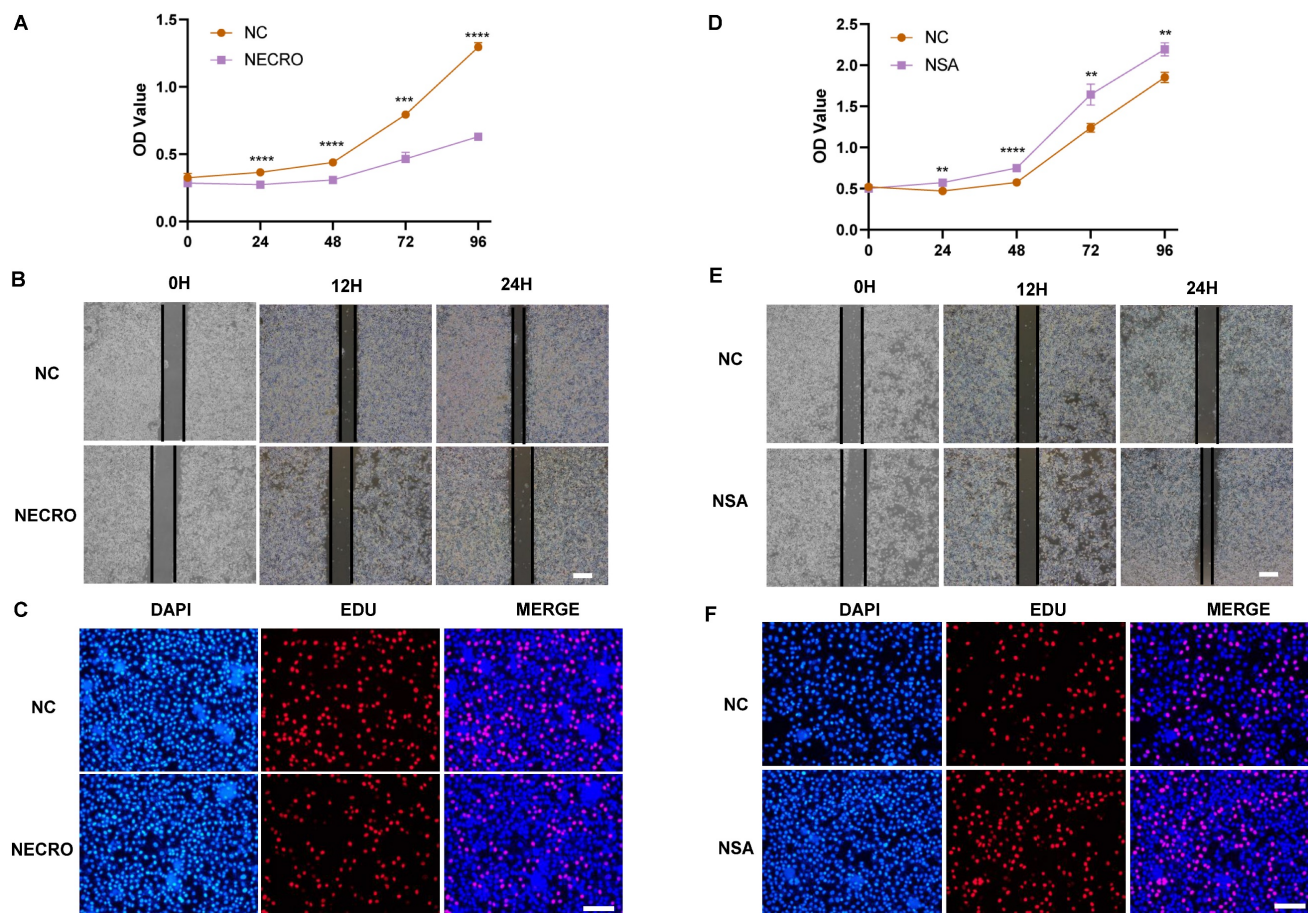 A
1.5
1.0
0.5
0.0
OD Value
NC
NECRO
****
****
***
****
0 24 48 72 96
B
0H 12H 24H
NC
NECRO
C
DAPI EDU MERGE
NC
NECRO
D
2.5
2.0
1.5
1.0
0.5
0.0
OD Value
NC
NSA
**
****
**
**
0 24 48 72 96
E
0H 12H 24H
NC
NSA
F
DAPI EDU MERGE
NC
NSA